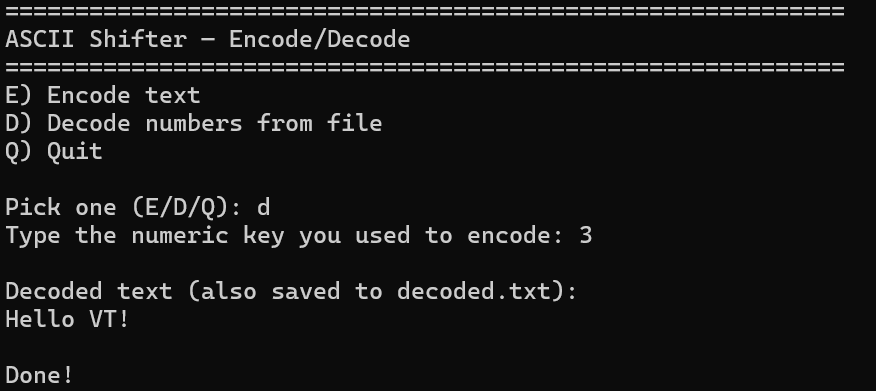 ============================================================
ASCII Shifter — Encode/Decode
============================================================
E) Encode text
D) Decode numbers from file
Q) Quit
Pick one (E/D/Q): d
Type the numeric key you used to encode: 3
Decoded text (also saved to decoded.txt):
Hello VT!
Done!